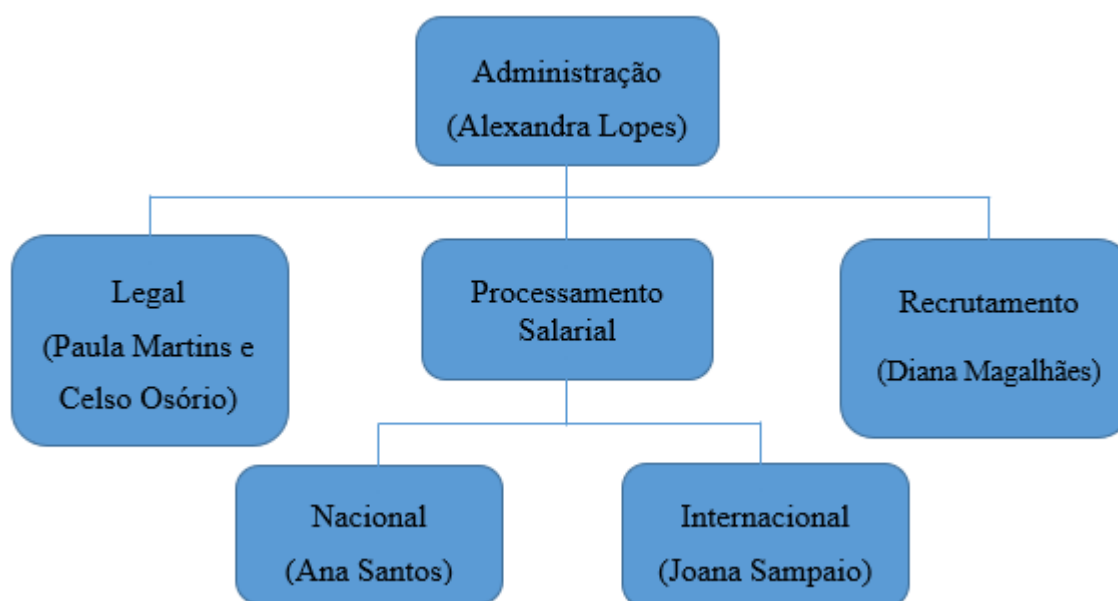 Administração
(Alexandra Lopes)
Legal
(Paula Martins e
Celso Osório)
Processamento
Salarial
Recrutamento
(Diana Magalhães)
Nacional
(Ana Santos)
Internacional
(Joana Sampaio)